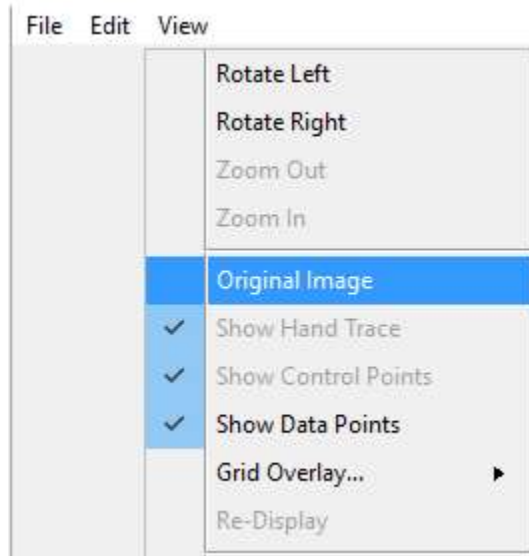 File Edit View
Rotate Left
Rotate Right
Zoom Out
Zoom In
Original Image
Show Hand Trace
Show Control Points
Show Data Points
Grid Overlay...
Re-Display